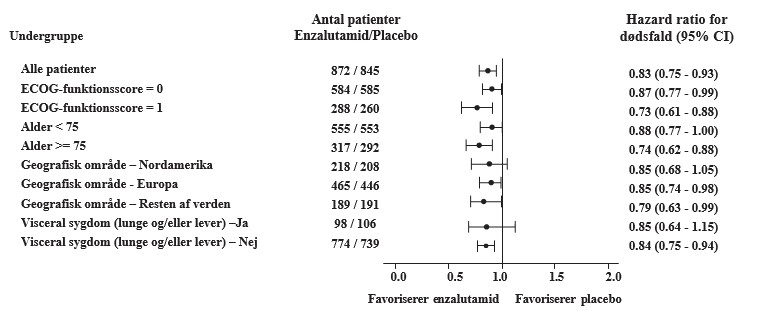 Undergruppe
Antal patienter
Enzalutamid/Placebo
Hazard ratio for
dødsfald (95% CI)
Alle patienter 872 / 845 0.83 (0.75 - 0.93)
ECOG-funktionsscore = 0 584 / 585 0.87 (0.77 - 0.99)
ECOG-funktionsscore = 1 288 / 260 0.73 (0.61 - 0.88)
Alder < 75 555 / 553 0.88 (0.77 - 1.00)
Alder >= 75 317 / 292 0.74 (0.62 - 0.88)
Geografisk område – Nordamerika 218 / 208 0.85 (0.68 - 1.05)
Geografisk område - Europa 465 / 446 0.85 (0.74 - 0.98)
Geografisk område – Resten af verden 189 / 191 0.79 (0.63 - 0.99)
Visceral sygdom (lunge og/eller lever) –Ja 98 / 106 0.85 (0.64 - 1.15)
Visceral sygdom (lunge og/eller lever) – Nej 774 / 739 0.84 (0.75 - 0.94)
0.0 0.5 1.0 1.5 2.0
Favoriserer enzalutamid Favoriserer placebo